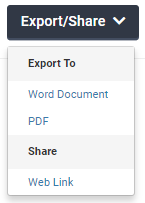 Export/Share
Export To
Word Document
PDF
Share
Web Link